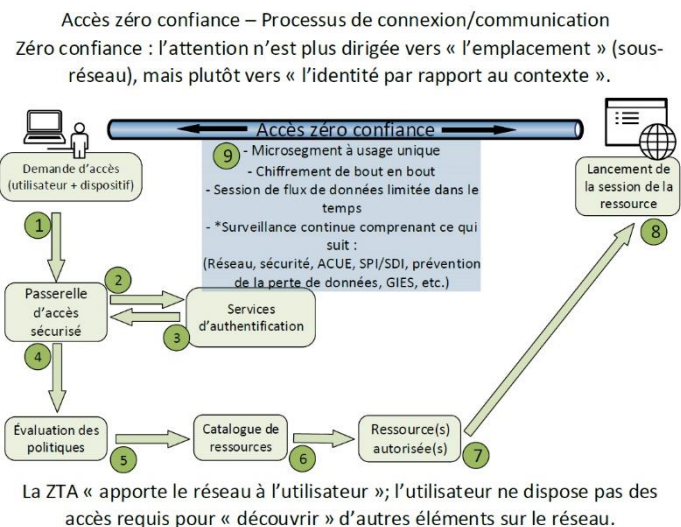 Accès zéro confiance – Processus de connexion/communication
Zéro confiance : l’attention n’est plus dirigée vers « l’emplacement » (sous-
réseau), mais plutôt vers « l’identité par rapport au contexte ».
Accès zéro confiance
9
- Microsegment à usage unique
- Chiffrement de bout en bout
- Session de flux de données limitée dans le
temps
- *Surveillance continue comprenant ce qui
suit :
(Réseau, sécurité, ACUE, SPI/SDI, prévention
de la perte de données, GIES, etc.)
Demande d’accès
(utilisateur + dispositif)
1
Passerelle
d’accès
sécurisé
2
Services
d’authentification
3
4
Évaluation des
politiques
5
Catalogue de
ressources
6
Ressource(s)
autorisée(s)
7
Lancement de
la session de la
ressource
8
La ZTA « apporte le réseau à l’utilisateur »; l’utilisateur ne dispose pas des
accès requis pour « découvrir » d’autres éléments sur le réseau.